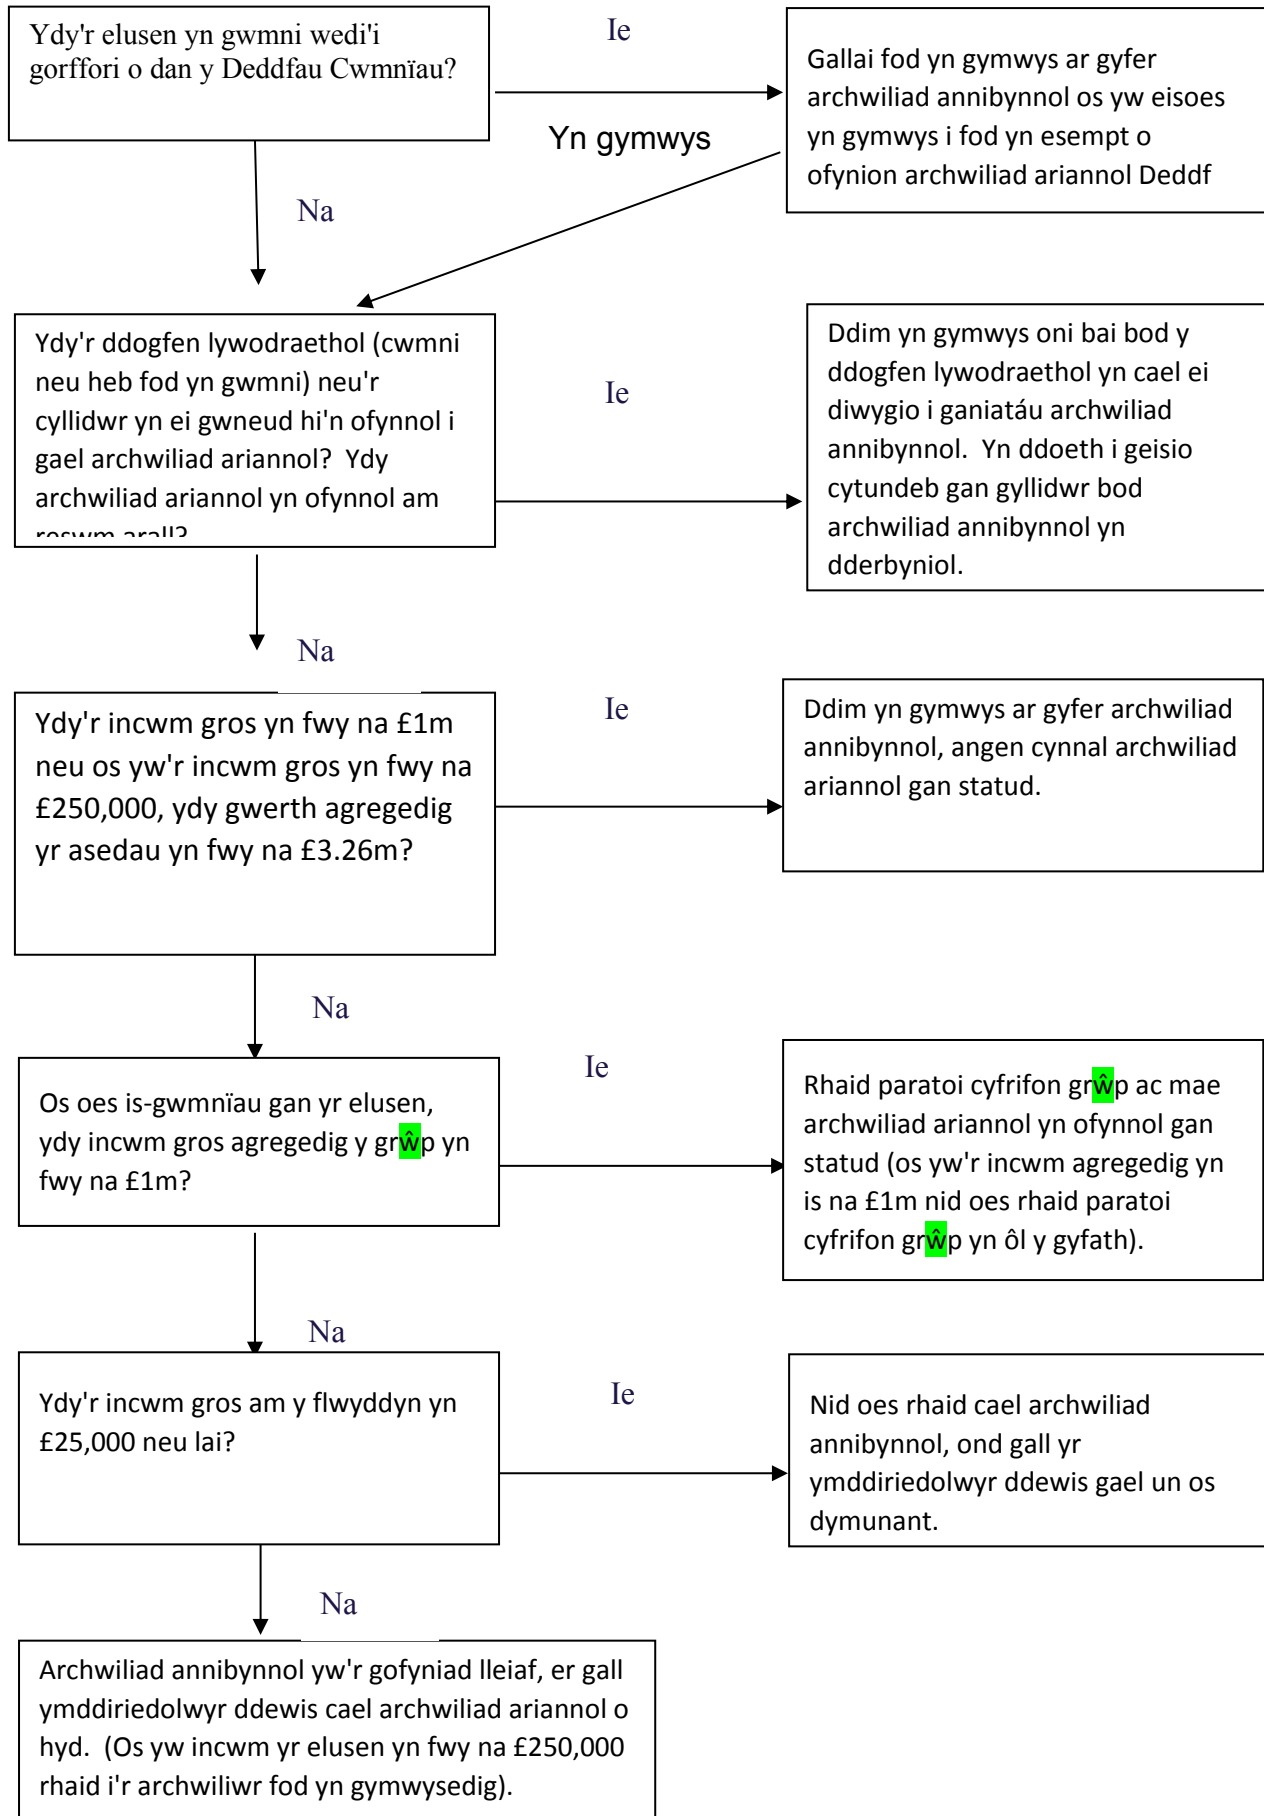 Ydy'r elusen yn gwmni wedi'i
gorffori o dan y Deddfau Cwmnïau?
Ie
Gallai fod yn gymwys ar gyfer
archwiliad annibynnol os yw eisoes
yn gymwys i fod yn esempt o
ofynion archwiliad ariannol Deddf
Yn gymwys
Na
Ydy'r ddogfen lywodraethol (cwmni
neu heb fod yn gwmni) neu'r
cyllidwr yn ei gwneud hi'n ofynnol i
gael archwiliad ariannol?  Ydy
archwiliad ariannol yn ofynnol am
reswm arall?
Ie
Ddim yn gymwys oni bai bod y
ddogfen lywodraethol yn cael ei
diwygio i ganiatáu archwiliad
annibynnol.  Yn ddoeth i geisio
cytundeb gan gyllidwr bod
archwiliad annibynnol yn
dderbyniol.
Na
Ydy'r incwm gros yn fwy na £1m
neu os yw'r incwm gros yn fwy na
£250,000, ydy gwerth agregedig
yr asedau yn fwy na £3.26m?
Ie
Ddim yn gymwys ar gyfer archwiliad
annibynnol, angen cynnal archwiliad
ariannol gan statud.
Na
Os oes is-gwmnïau gan yr elusen,
ydy incwm gros agregedig y grŵp yn
fwy na £1m?
Ie
Rhaid paratoi cyfrifon grŵp ac mae
archwiliad ariannol yn ofynnol gan
statud (os yw'r incwm agregedig yn
is na £1m nid oes rhaid paratoi
cyfrifon grŵp yn ôl y gyfath).
Na
Ydy'r incwm gros am y flwyddyn yn
£25,000 neu lai?
Ie
Nid oes rhaid cael archwiliad
annibynnol, ond gall yr
ymddiriedolwyr ddewis gael un os
dymunant.
Na
Archwiliad annibynnol yw'r gofyniad lleiaf, er gall
ymddiriedolwyr ddewis cael archwiliad ariannol o
hyd.  (Os yw incwm yr elusen yn fwy na £250,000
rhaid i'r archwiliwr fod yn gymwysedig).